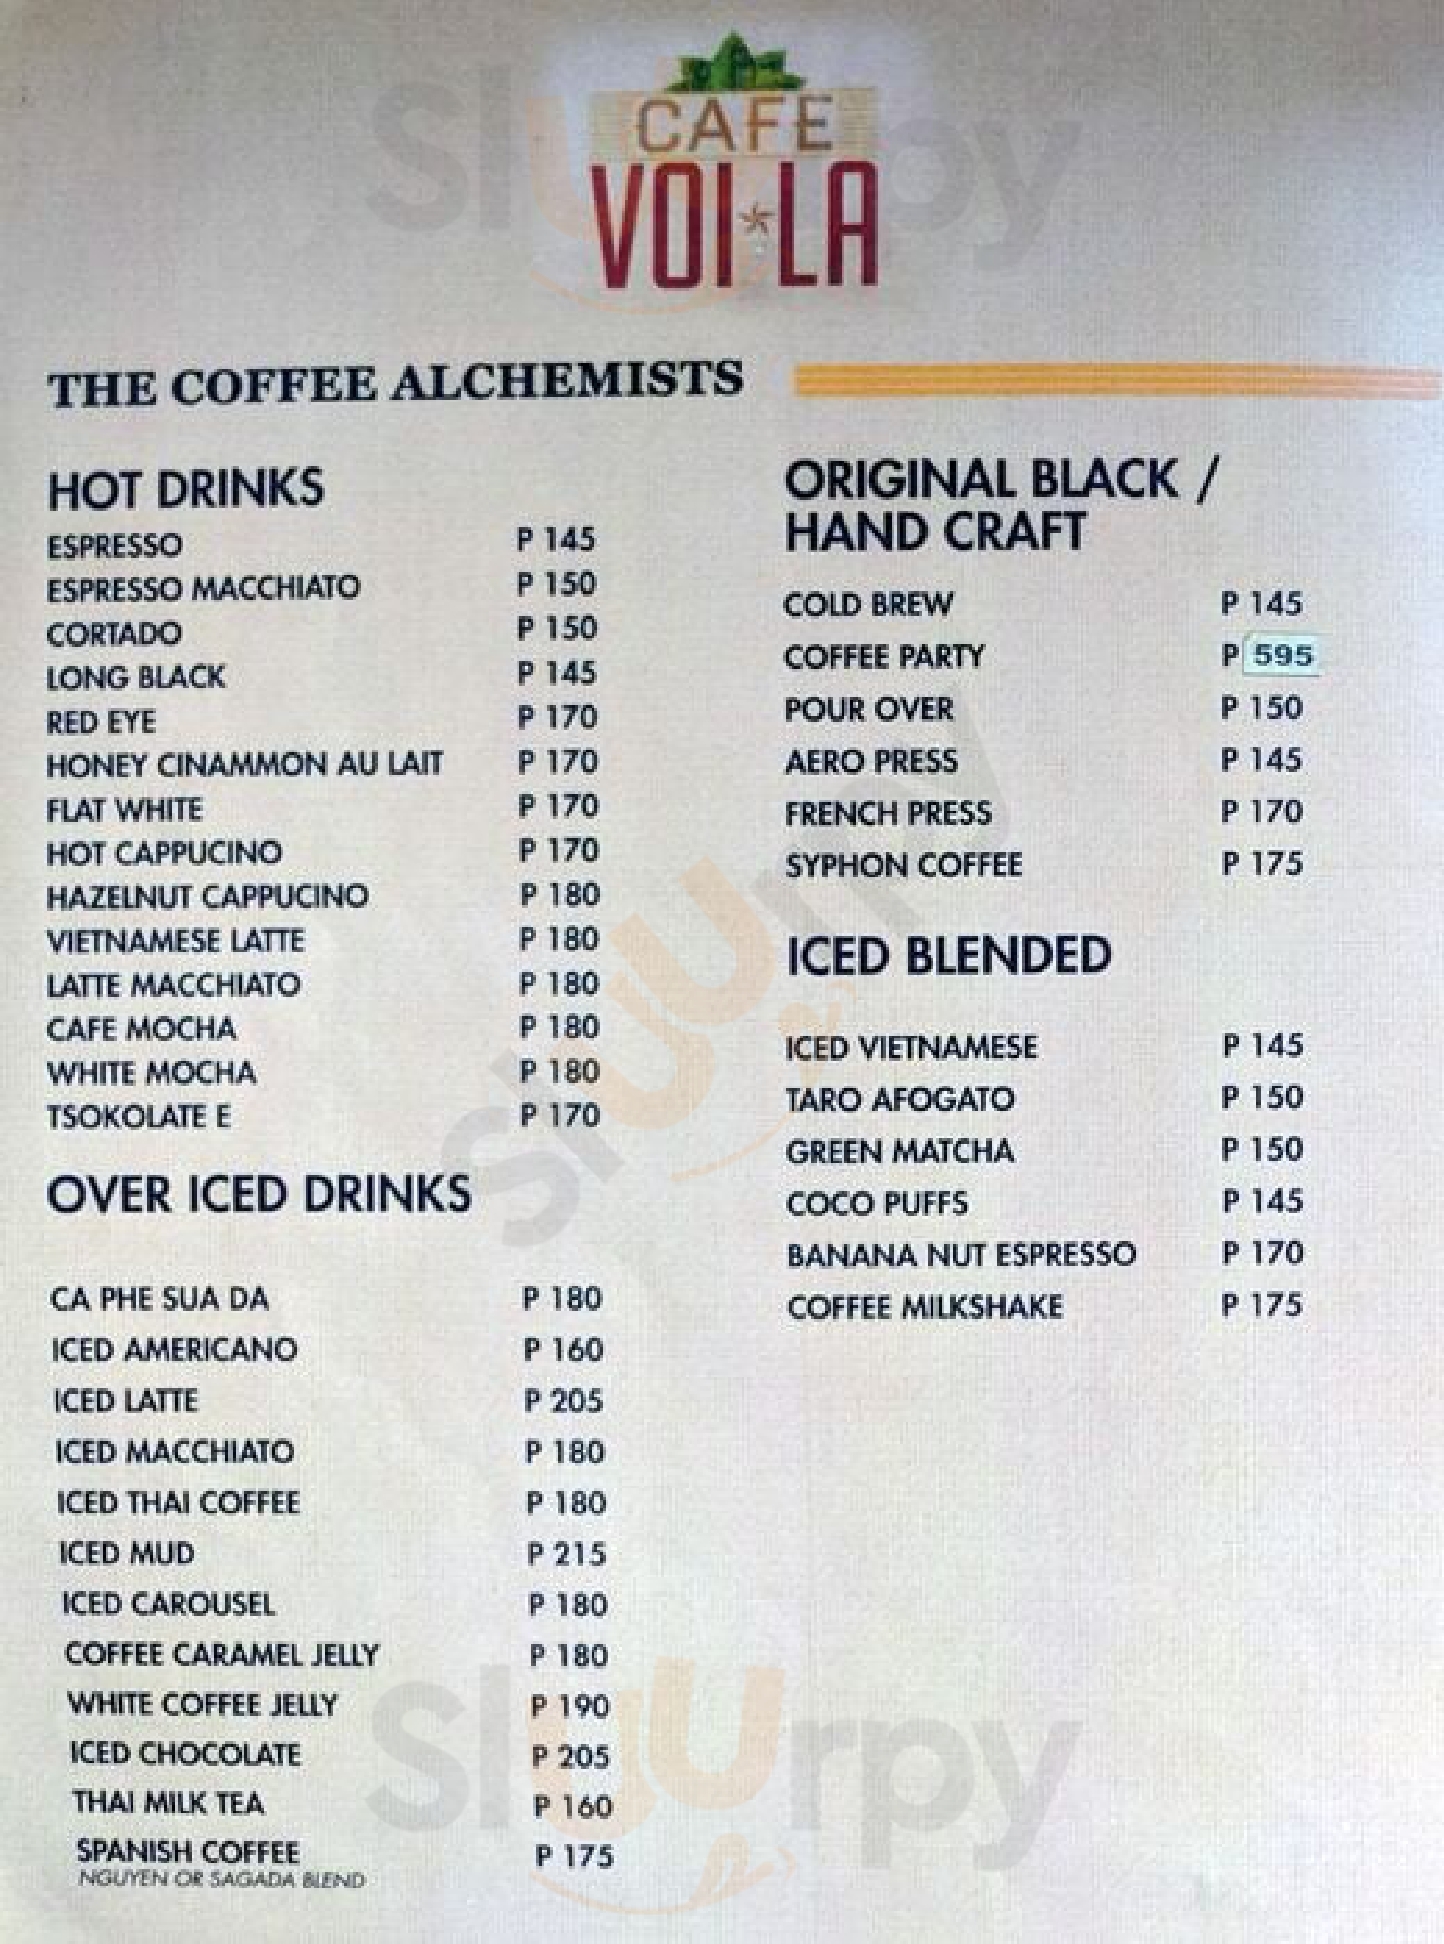 CAFE
VOI LA
THE COFFEE ALCHEMISTS
HOT DRINKS
ESPRESSO P 145
ESPRESSO MACCHIATO P 150
CORTADO P 150
LONG BLACK P 145
RED EYE P 170
HONEY CINAMMON AU LAIT P 170
FLAT WHITE P 170
HOT CAPPUCINO P 170
HAZELNUT CAPPUCINO P 180
VIETNAMESE LATTE P 180
LATTE MACCHIATO P 180
CAFE MOCHA P 180
WHITE MOCHA P 180
TSOKOLATE E P 170
OVER ICED DRINKS
CA PHE SUA DA P 180
ICED AMERICANO P 160
ICED LATTE P 205
ICED MACCHIATO P 180
ICED THAI COFFEE P 180
ICED MUD P 215
ICED CAROUSEL P 180
COFFEE CARAMEL JELLY P 180
WHITE COFFEE JELLY P 190
ICED CHOCOLATE P 205
THAI MILK TEA P 160
SPANISH COFFEE P 175
NGUYEN OR SAGADA BLEND
ORIGINAL BLACK /
HAND CRAFT
COLD BREW P 145
COFFEE PARTY P 595
POUR OVER P 150
AERO PRESS P 145
FRENCH PRESS P 170
SYPHON COFFEE P 175
ICED BLENDED
ICED VIETNAMESE P 145
TARO AFOGATO P 150
GREEN MATCHA P 150
COCO PUFFS P 145
BANANA NUT ESPRESSO P 170
COFFEE MILKSHAKE P 175
Sluurpy
Sluurpy
Sluurpy